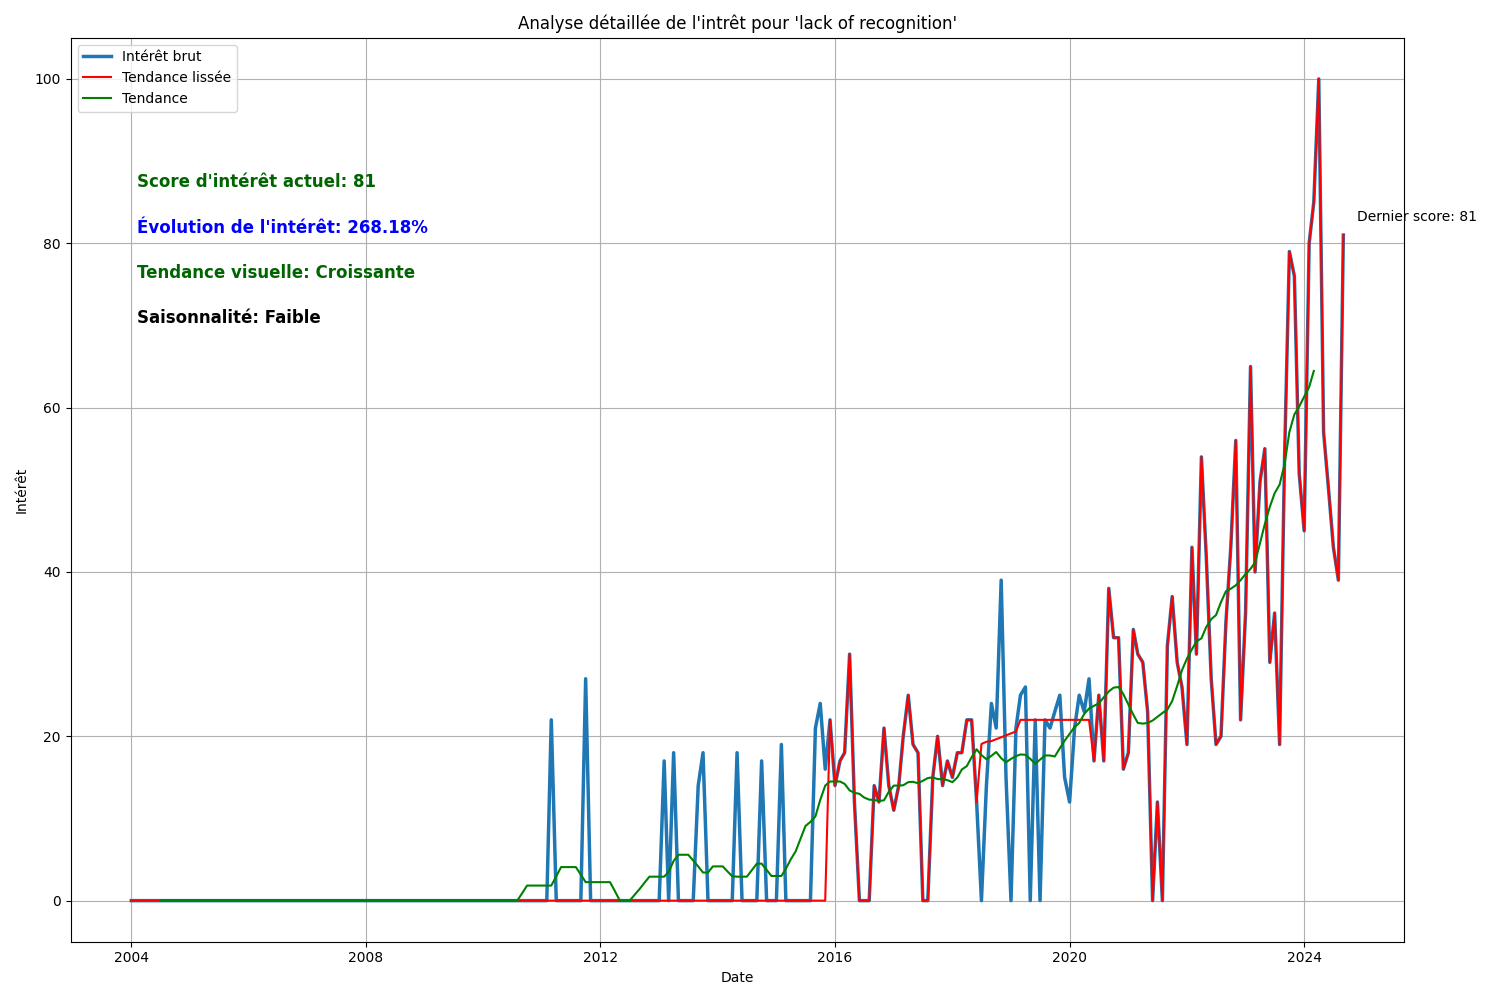 Analyse détaillée de l'intrêt pour 'lack of recognition'
Intérêt brut
Tendance lissée
Tendance
Score d'intérêt actuel: 81
Évolution de l'intérêt: 268.18%
Tendance visuelle: Croissante
Saisonnalité: Faible
Dernier score: 81
100
80
60
40
20
0
Intérêt
2004
2008
2012
2016
2020
2024
Date